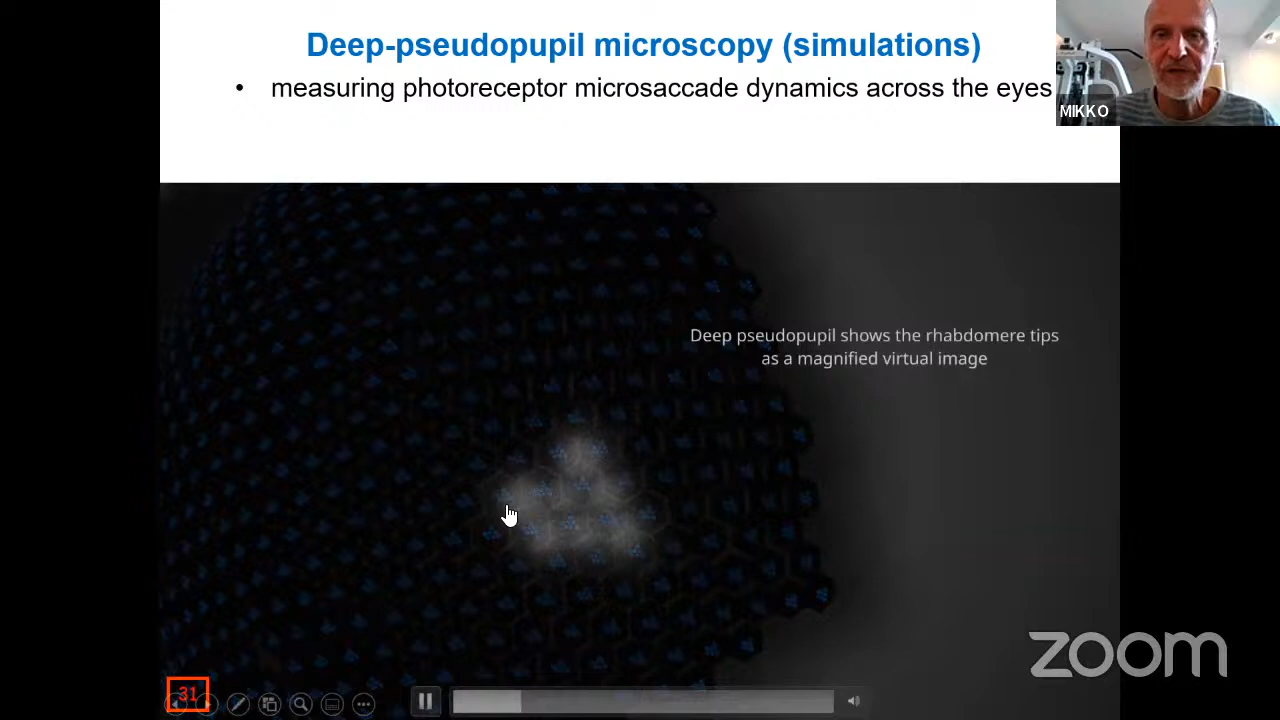 Deep-pseudopupil microscopy (simulations)
• measuring photoreceptor microsaccade dynamics across the eyes
MIKKO
Deep pseudopupil shows the rhabdomere tips
as a magnified virtual image
zoom
31